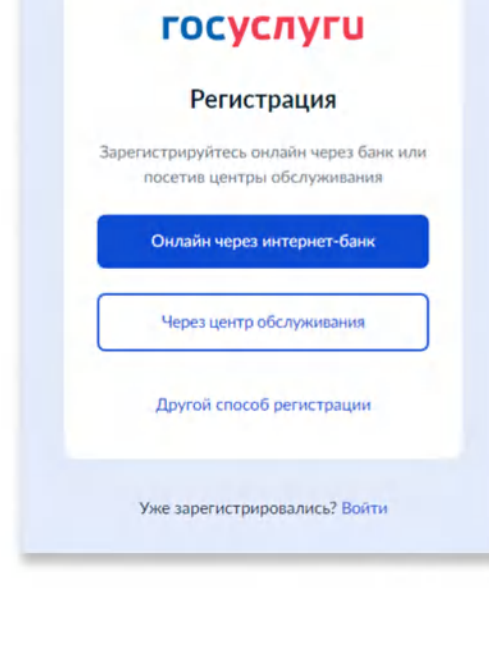 госуслуги
Регистрация
Зарегистрируйтесь онлайн через банк или
посетив центры обслуживания
Онлайн через интернет-банк
Через центр обслуживания
Другой способ регистрации
Уже зарегистрировались? Войти